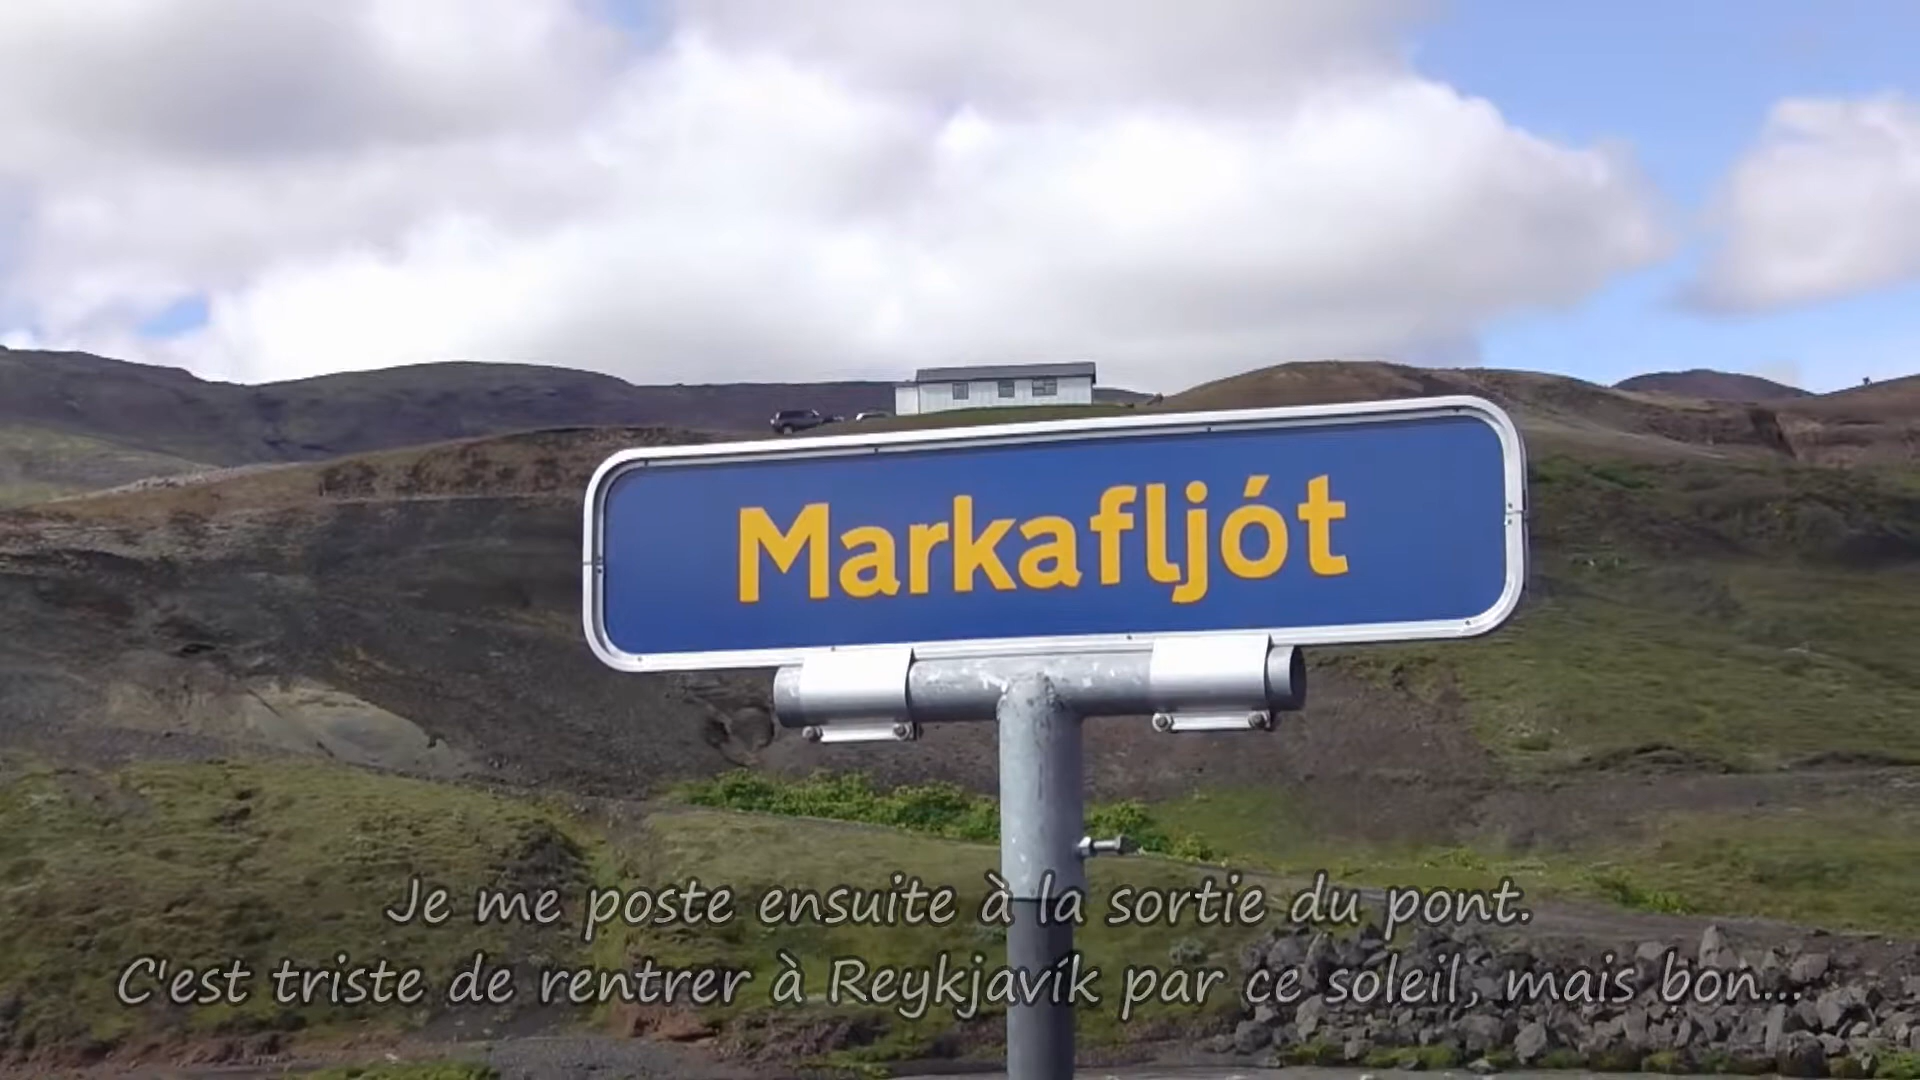 Markafljót
Je me poste ensuite à la sortie du pont.
C'est triste de rentrer à Reykjavík par ce soleil, mais bon...